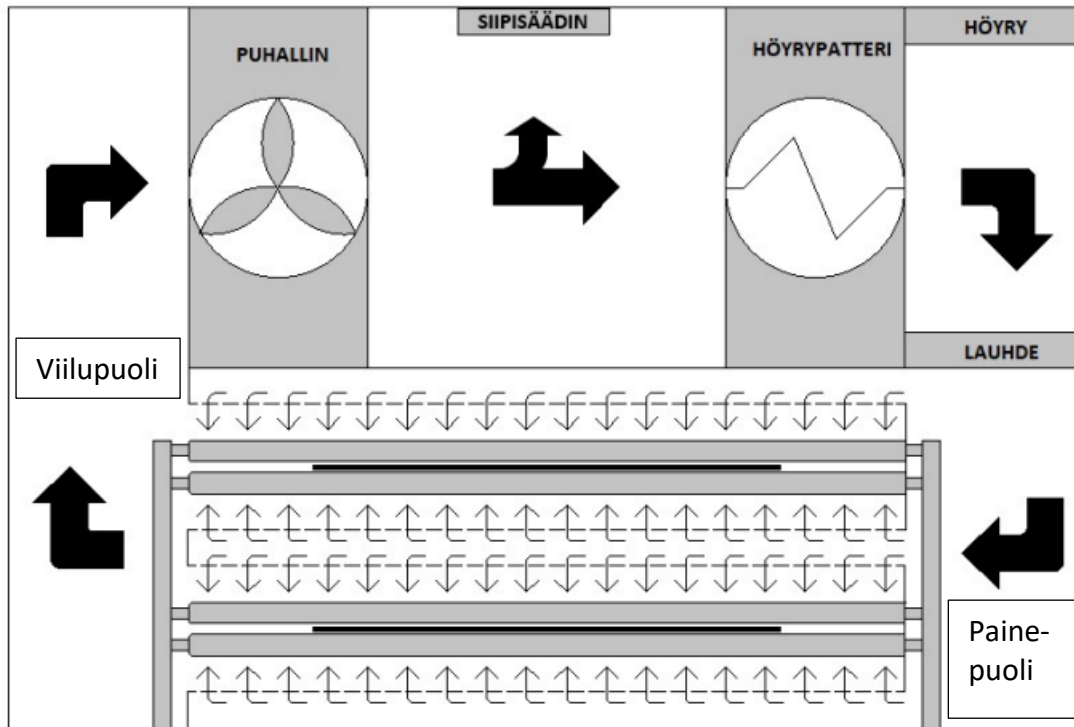 SIIPISÄÄDIN
HÖYRY
PUHALLIN
HÖYRYPATTERI
Viilupuoli
LAUHDE
Paine-
puoli